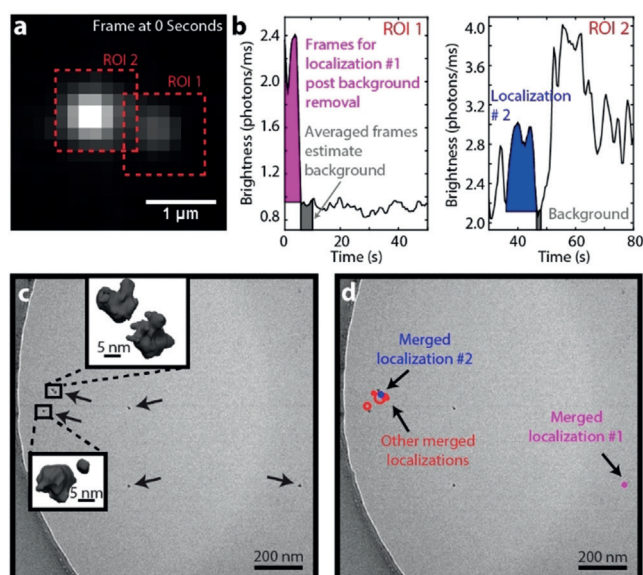 a
Frame at 0 Seconds
ROI 2
ROI 1
1 µm
b
ROI 1
Brightness (photons/ms)
2.4
2.0
1.6
1.2
0.8
Frames for
localization #1
post background
removal
Averaged frames
estimate
background
0
20
40
Time (s)
ROI 2
Brightness (photons/ms)
4.0
3.6
3.2
2.8
2.4
2.0
Localization
# 2
Background
40
60
80
Time (s)
c
5 nm
5 nm
200 nm
d
Merged
localization #2
Other merged
localizations
Merged
localization #1
200 nm